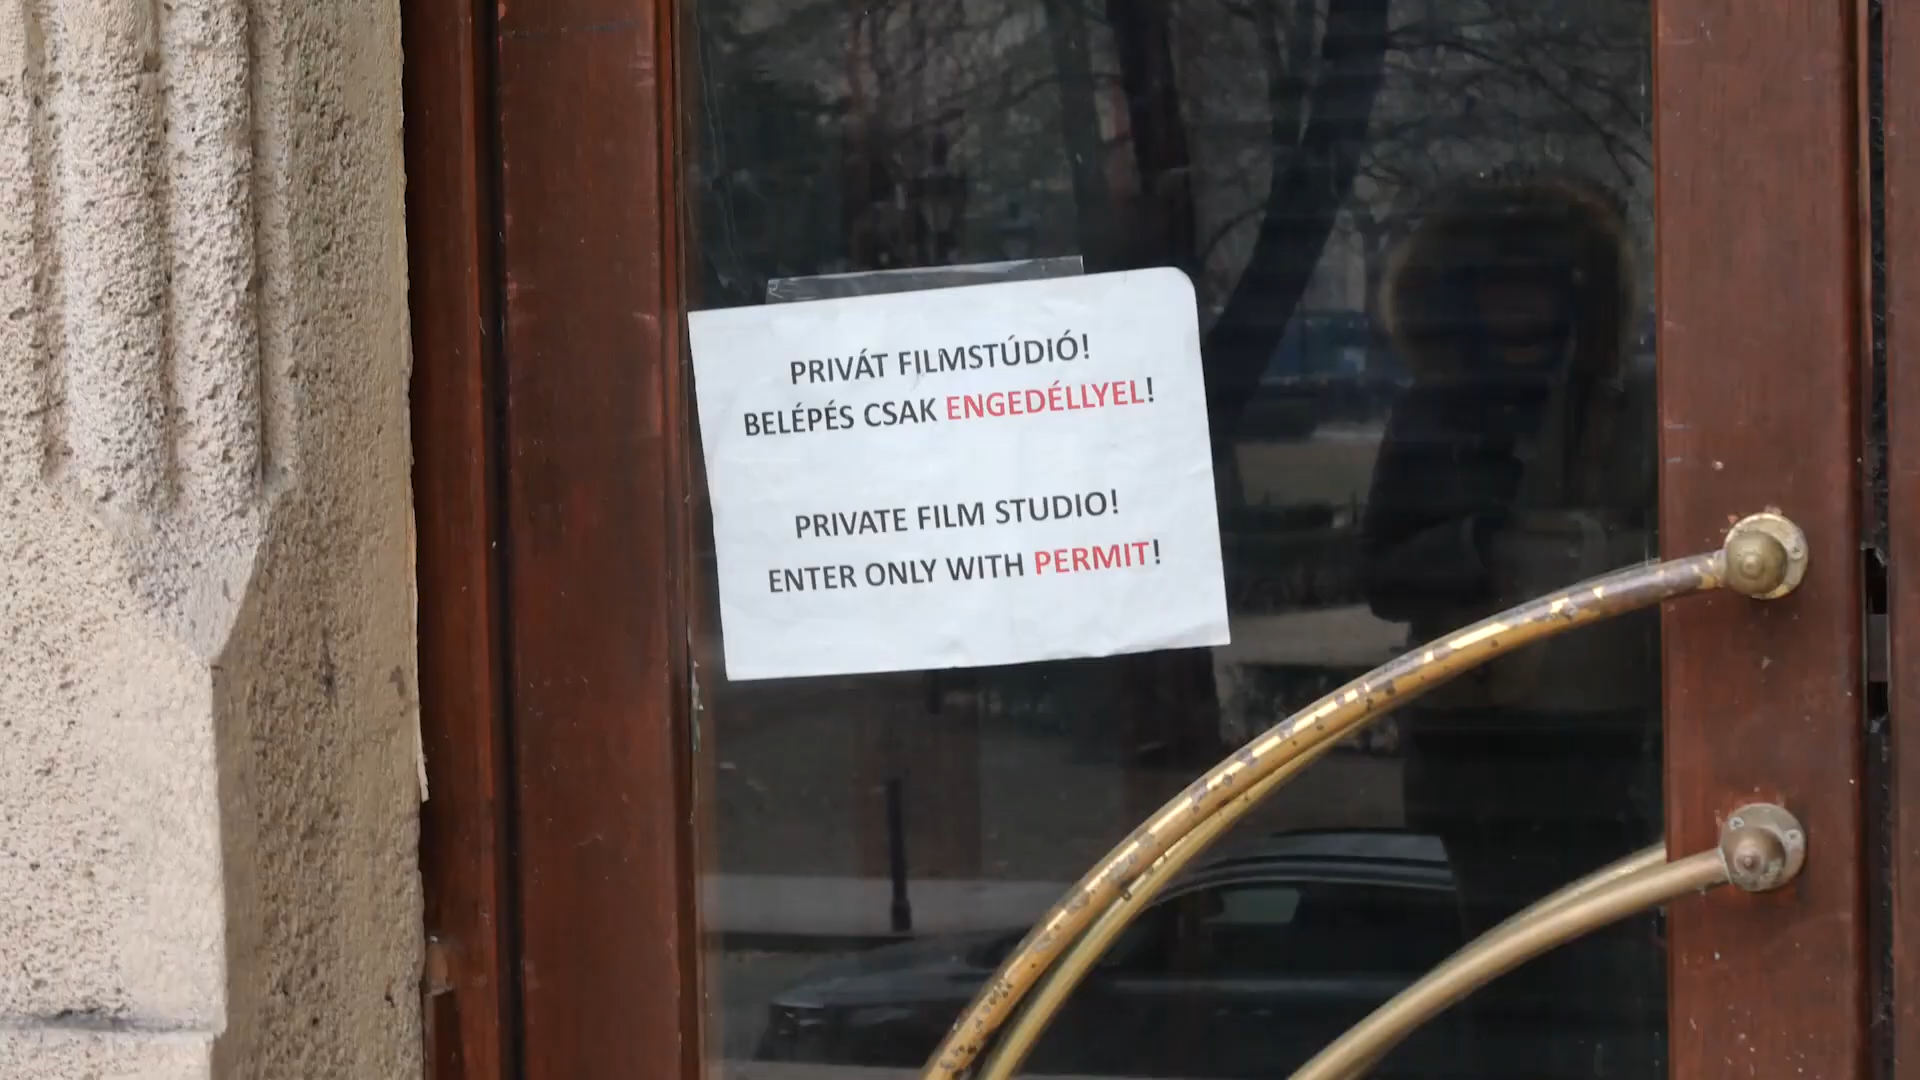 PRIVÁT FILMSTÚDIÓ!
BELÉPÉS CSAK ENGEDÉLLYEL!
PRIVATE FILM STUDIO!
ENTER ONLY WITH PERMIT!